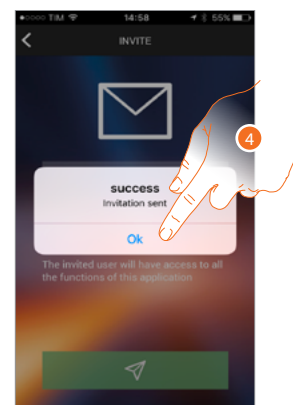 TIM 14:58 55%
INVITE
success
Invitation sent
4
Ok
The invited user will have access to all
the functions of this application